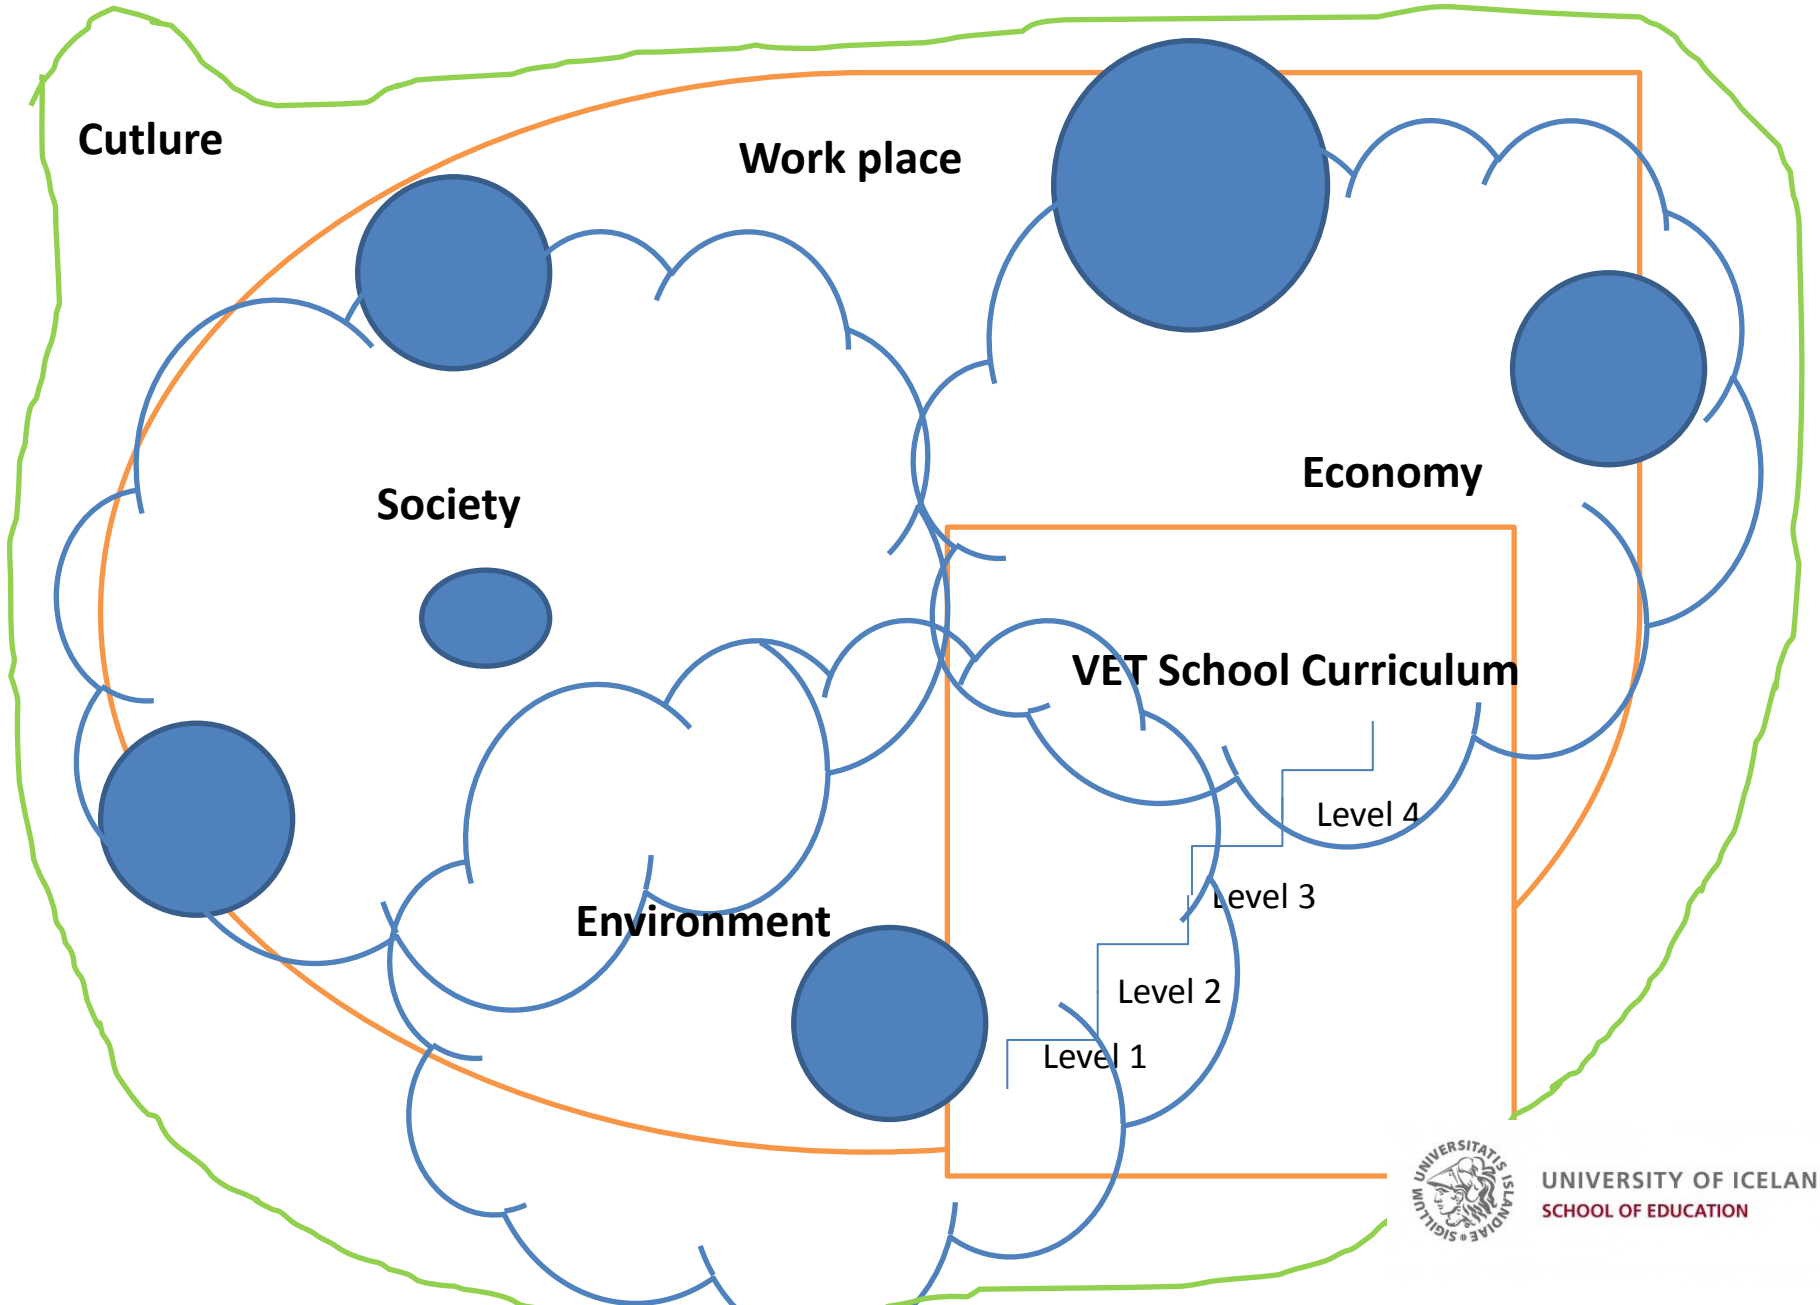 Cutlure
Work place
Society
Economy
VET School Curriculum
Level 4
Level 3
Environment
Level 2
Level 1
SIGILLUM UNIVERSITATIS ISLANDIAE
UNIVERSITY OF ICELAN
SCHOOL OF EDUCATION